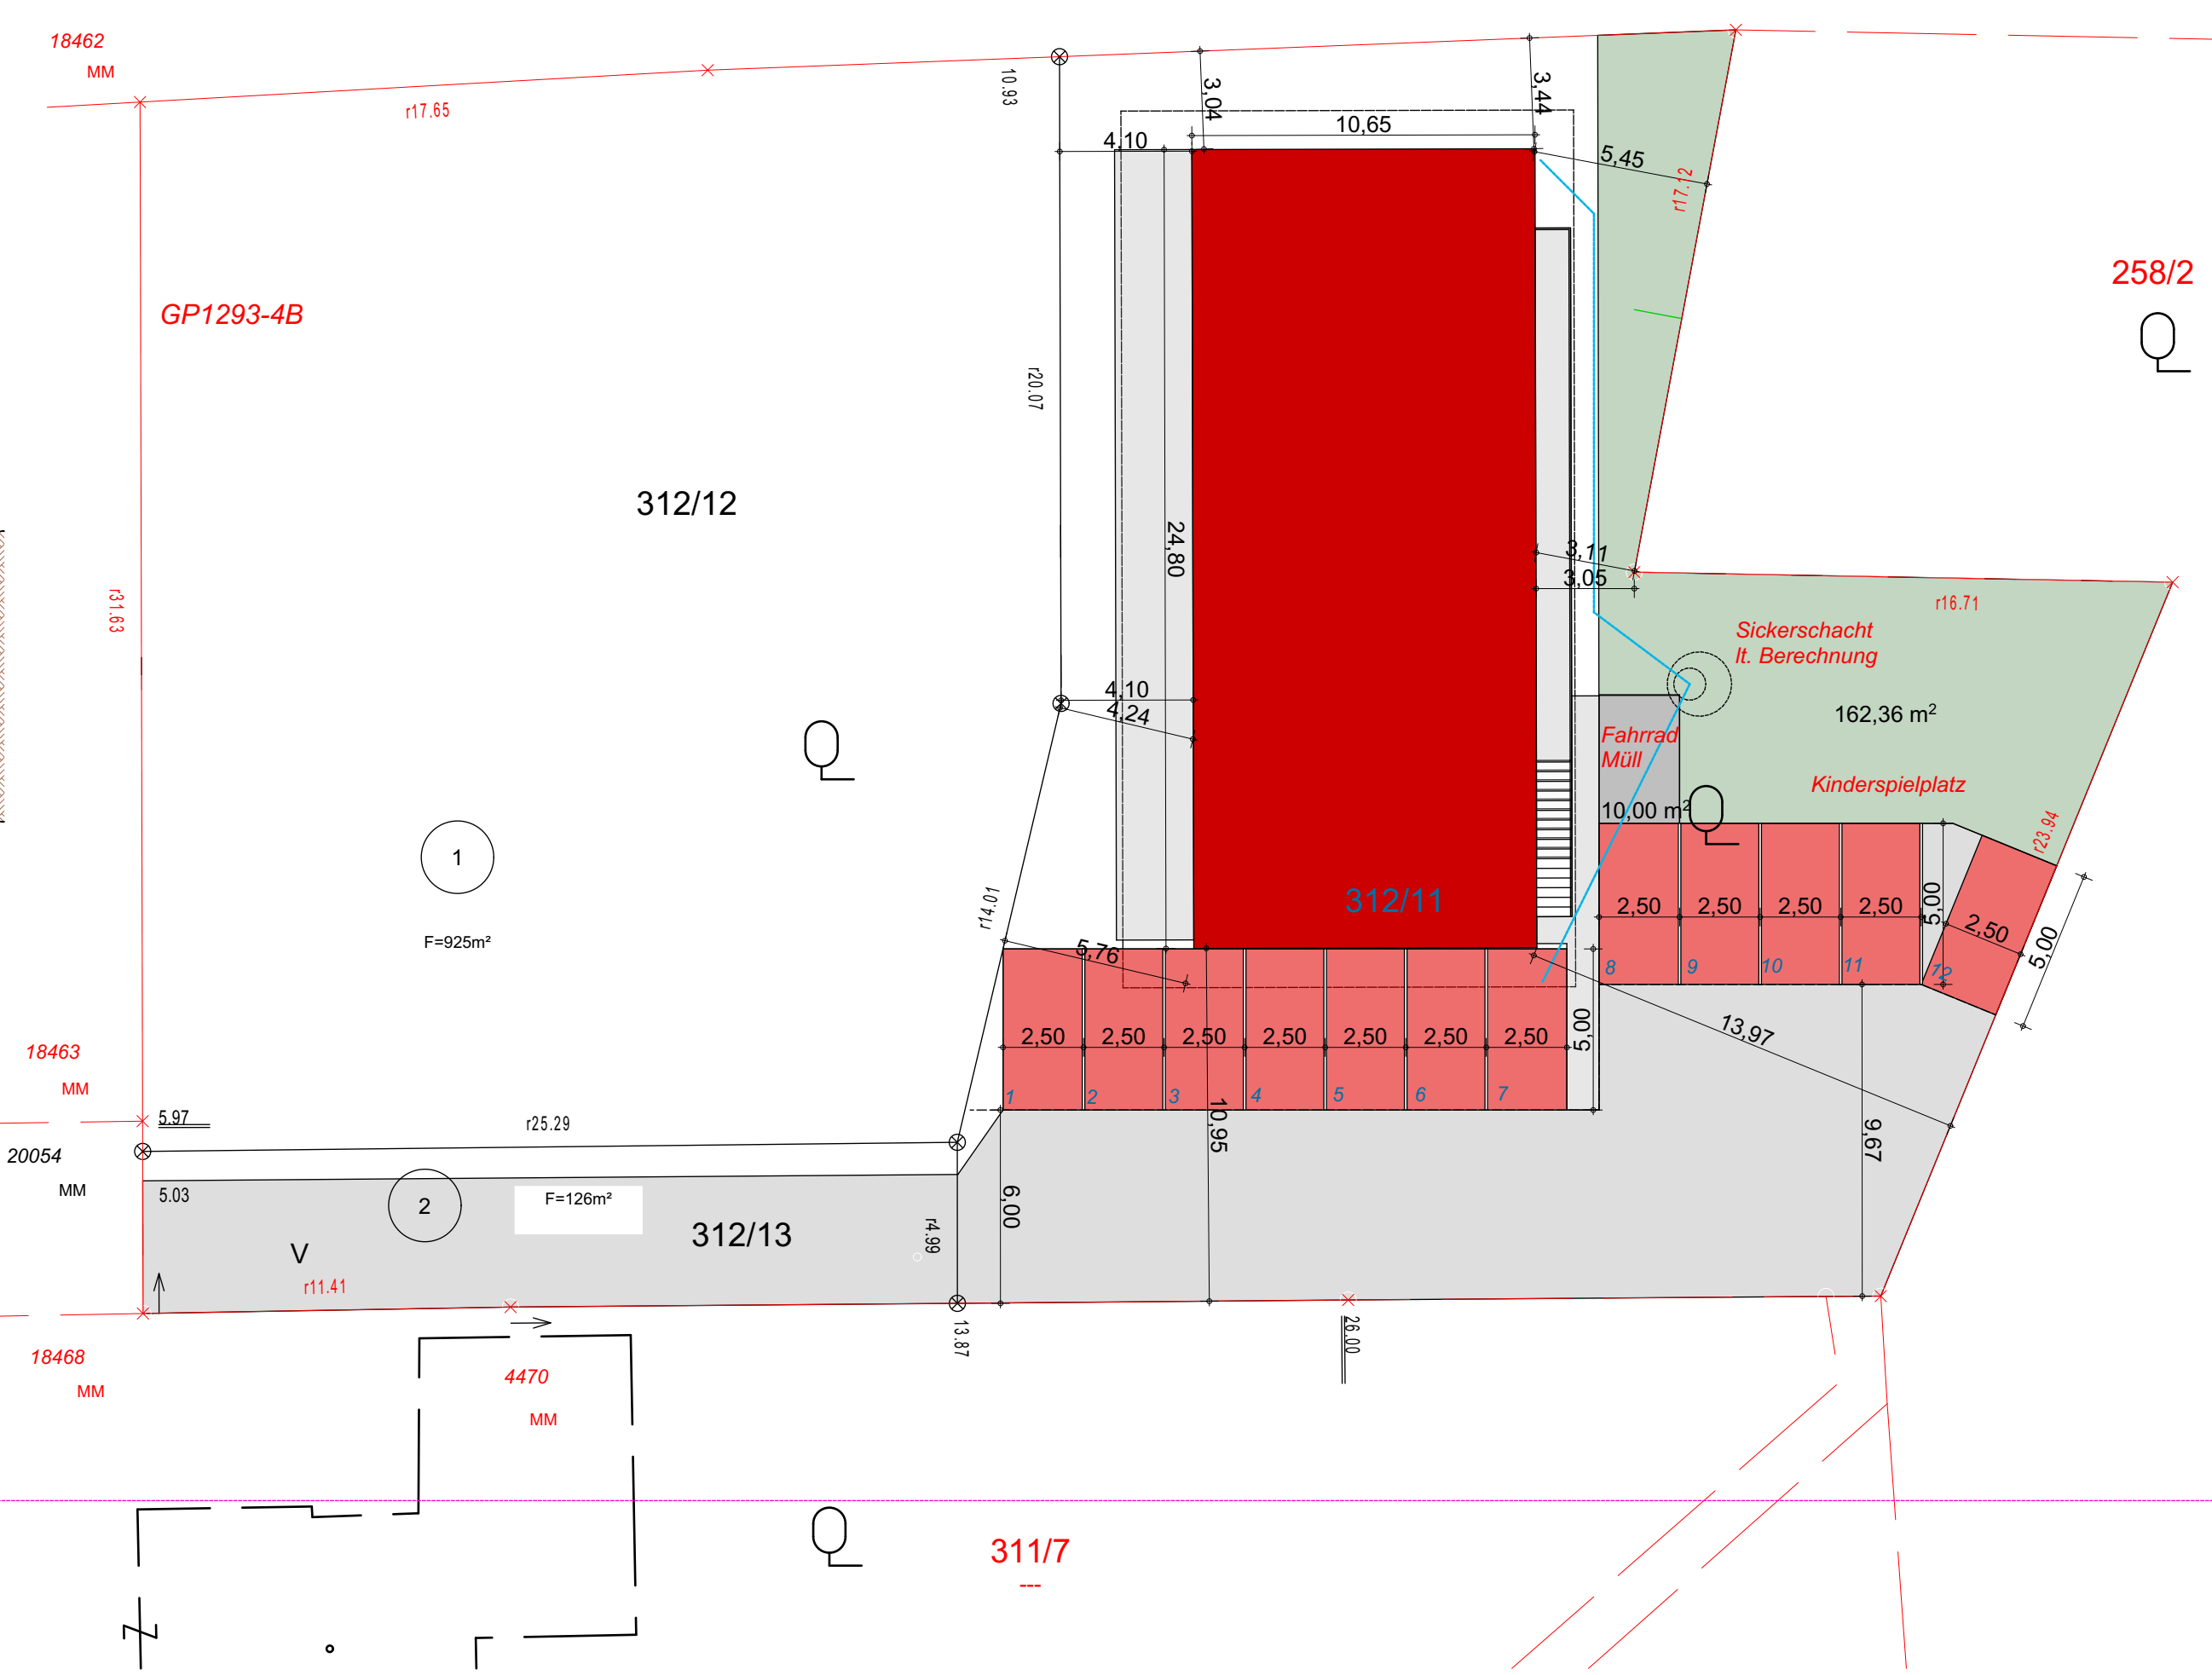 18462
MM
r17.65
10.93
3,04
3,44
10,65
4,10
5,45
r17.12
258/2
GP1293-4B
r20.07
312/12
24,80
3,11
3,05
r31.63
r16.71
Sickerschacht
lt. Berechnung
162,36 m²
4,10
4,24
Fahrrad
Müll
Kinderspielplatz
10,00 m²
r23.94
1
F=925m²
r14.01
312/11
2,50
2,50
2,50
2,50
5,00
2,50
5,00
5,76
8
9
10
11
12
18463
MM
2,50
2,50
2,50
2,50
2,50
2,50
2,50
5,00
13,97
1
2
3
4
5
6
7
10,95
9,67
5.97
r25.29
20054
MM
5.03
2
F=126m²
312/13
r4.99
6,00
V
r11.41
13.87
26.00
18468
MM
4470
MM
311/7
---